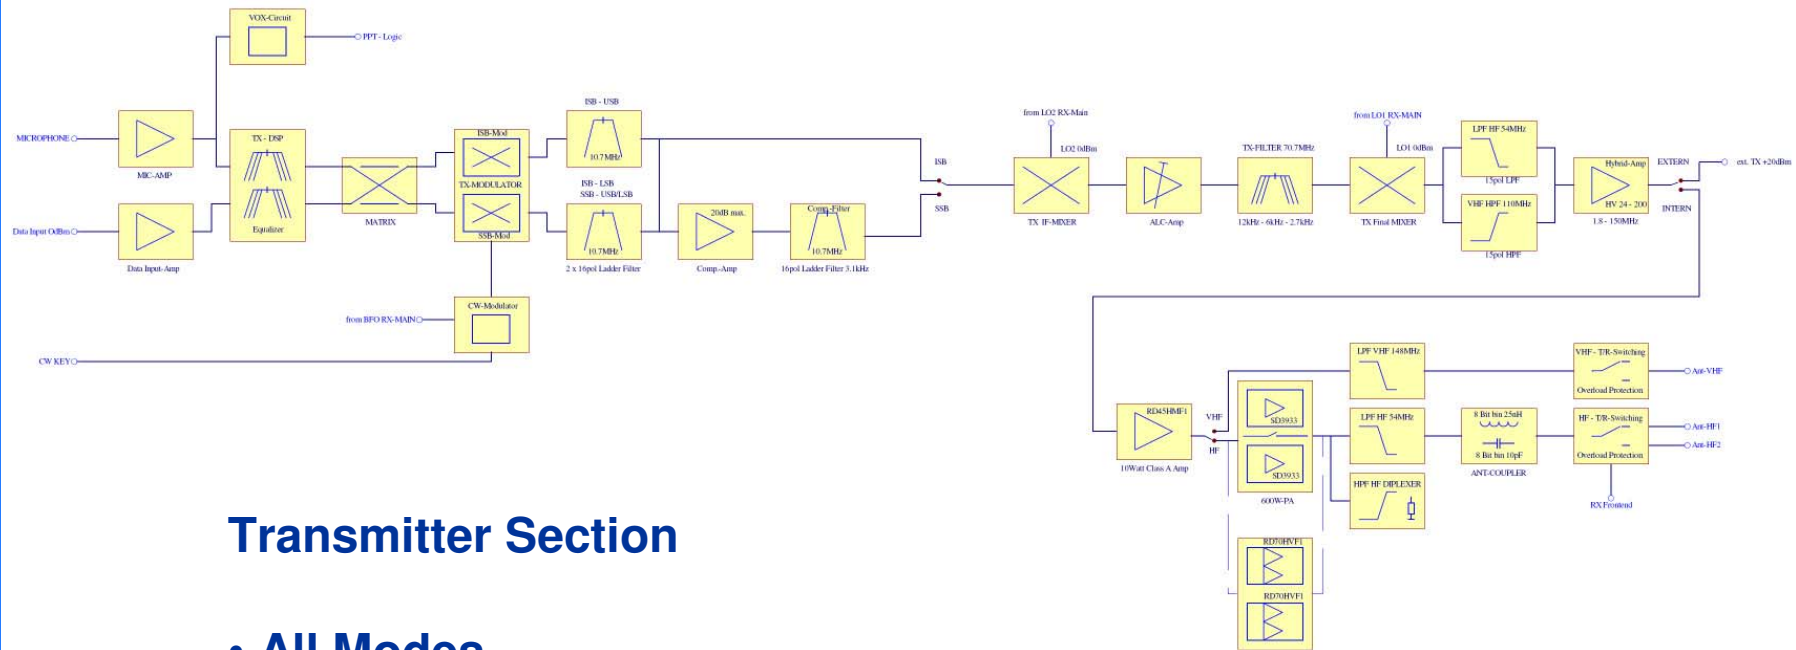 VOX-Circuit
PPT - Logic
MICROPHONE
MIC-AMP
Data Input 0dBm
Data Input-Amp
TX - DSP
Equalizer
MATRIX
ISB-Mod
TX-MODULATOR
SSB-Mod
ISB - USB
10.7MHz
ISB - LSB
SSB - USB/LSB
10.7MHz
2 x 16pol Ladder Filter
20dB max.
Comp.-Amp
Comp.-Filter
10.7MHz
16pol Ladder Filter 3.1kHz
CW-Modulator
from BFO RX-MAIN
CW KEY
ISB
SSB
from LO2 RX-Main
LO2 0dBm
TX IF-MIXER
ALC-Amp
TX-FILTER 70.7MHz
12kHz - 6kHz - 2.7kHz
from LO1 RX-MAIN
LO1 0dBm
TX Final MIXER
LPF HF 54MHz
15pol LPF
VHF HPF 110MHz
15pol HPF
Hybrid-Amp
HV 24 - 200
1.8 - 150MHz
EXTERN
INTERN
ext. TX +20dBm
RD45HMF1
10Watt Class A Amp
VHF
HF
SD3933
SD3933
600W-PA
RD70HVF1
RD70HVF1
LPF VHF 148MHz
LPF HF 54MHz
HPF HF DIPLEXER
8 Bit bin 25nH
8 Bit bin 10pF
ANT-COUPLER
VHF - T/R-Switching
Overload Protection
HF - T/R-Switching
Overload Protection
Ant-VHF
Ant-HF1
Ant-HF2
RX Frontend
Transmitter Section
• All Modes